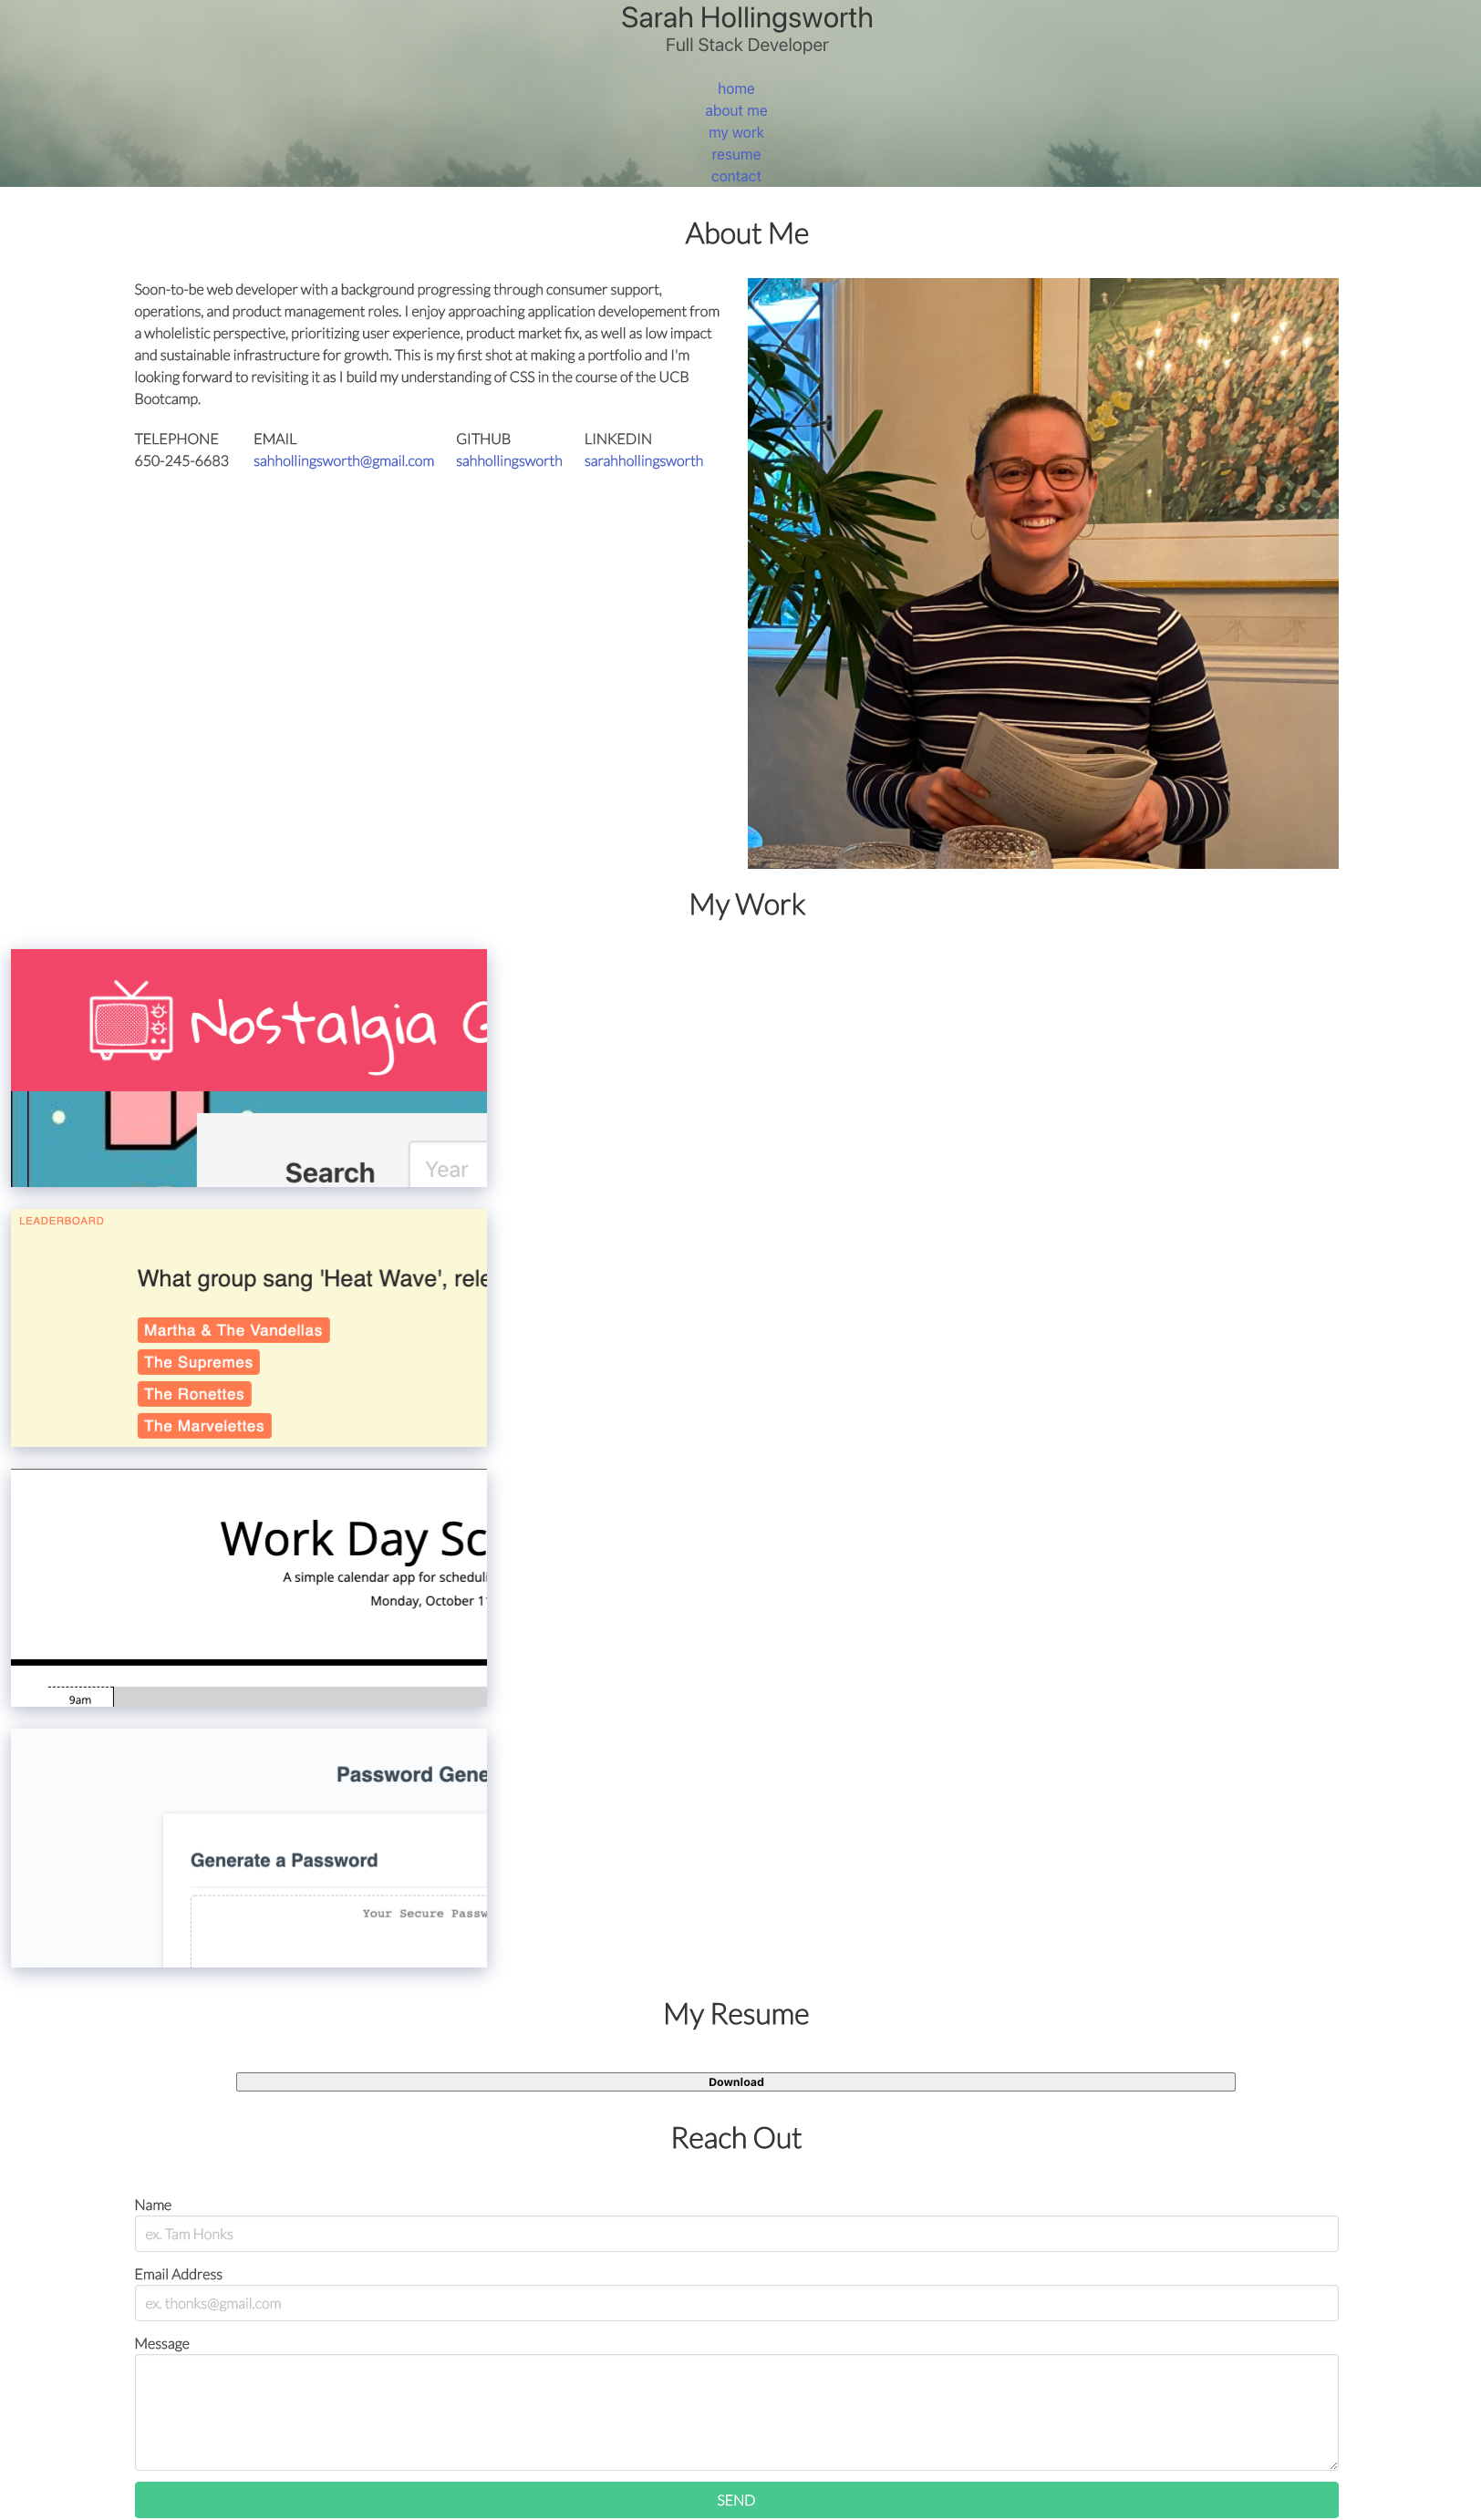 Sarah Hollingsworth
Full Stack Developer
home
about me
my work
resume
contact
About Me
Soon-to-be web developer with a background progressing through consumer support,
operations, and product management roles. I enjoy approaching application developement from
a wholelistic perspective, prioritizing user experience, product market fix, as well as low impact
and sustainable infrastructure for growth. This is my first shot at making a portfolio and I'm
looking forward to revisiting it as I build my understanding of CSS in the course of the UCB
Bootcamp.
TELEPHONE EMAIL GITHUB LINKEDIN
650-245-6683 sahhollingsworth@gmail.com sahhollingsworth sarahhollingsworth
My Work
Nostalgia G
Search Year
LEADERBOARD
What group sang 'Heat Wave', rele
Martha & The Vandellas
The Supremes
The Ronettes
The Marvelettes
Work Day Sc
A simple calendar app for scheduli
Monday, October 11
9am
Password Gene
Generate a Password
Your Secure Passw
My Resume
Download
Reach Out
Name
ex. Tam Honks
Email Address
ex. thonks@gmail.com
Message
SEND